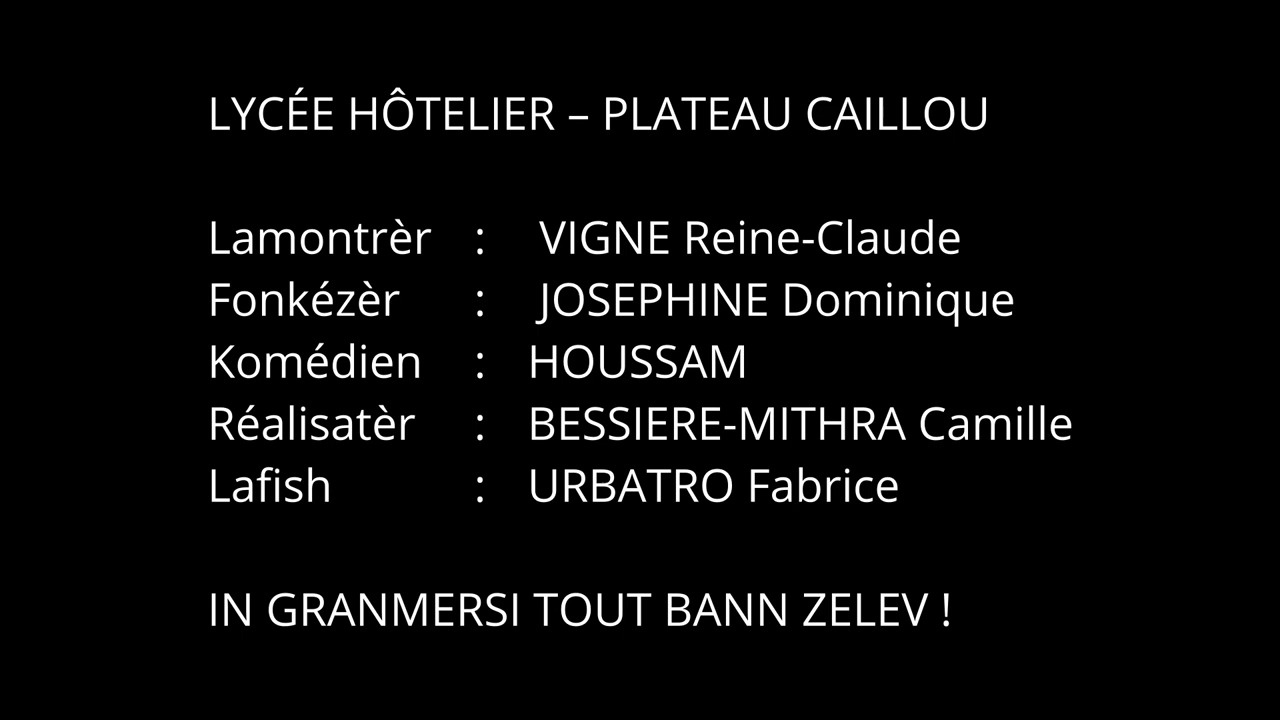 LYCÉE HÔTELIER – PLATEAU CAILLOU
Lamontrèr : VIGNE Reine-Claude
Fonkézèr : JOSEPHINE Dominique
Komédien : HOUSSAM
Réalisatèr : BESSIERE-MITHRA Camille
Lafish : URBATRO Fabrice
IN GRANMERSI TOUT BANN ZELEV !